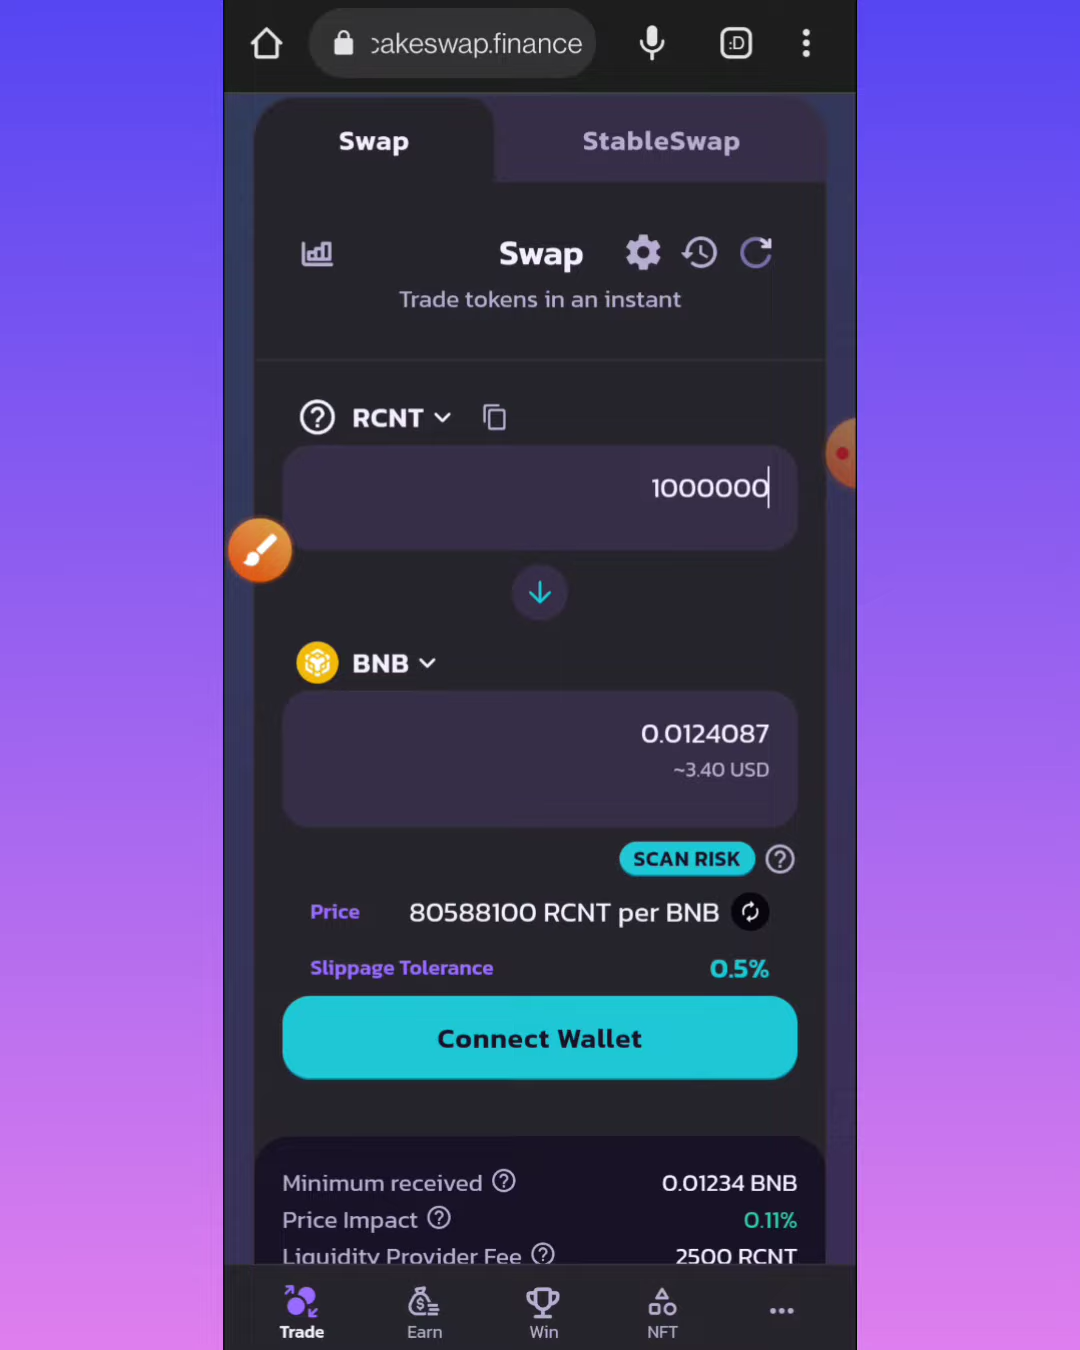 cakeswap.finance
:D
Swap
StableSwap
Swap
Trade tokens in an instant
RCNT
1000000
BNB
0.0124087
~3.40 USD
SCAN RISK
Price
80588100 RCNT per BNB
Slippage Tolerance
0.5%
Connect Wallet
Minimum received
0.01234 BNB
Price Impact
0.11%
Liquidity Provider Fee
2500 RCNT
Trade
Earn
Win
NFT